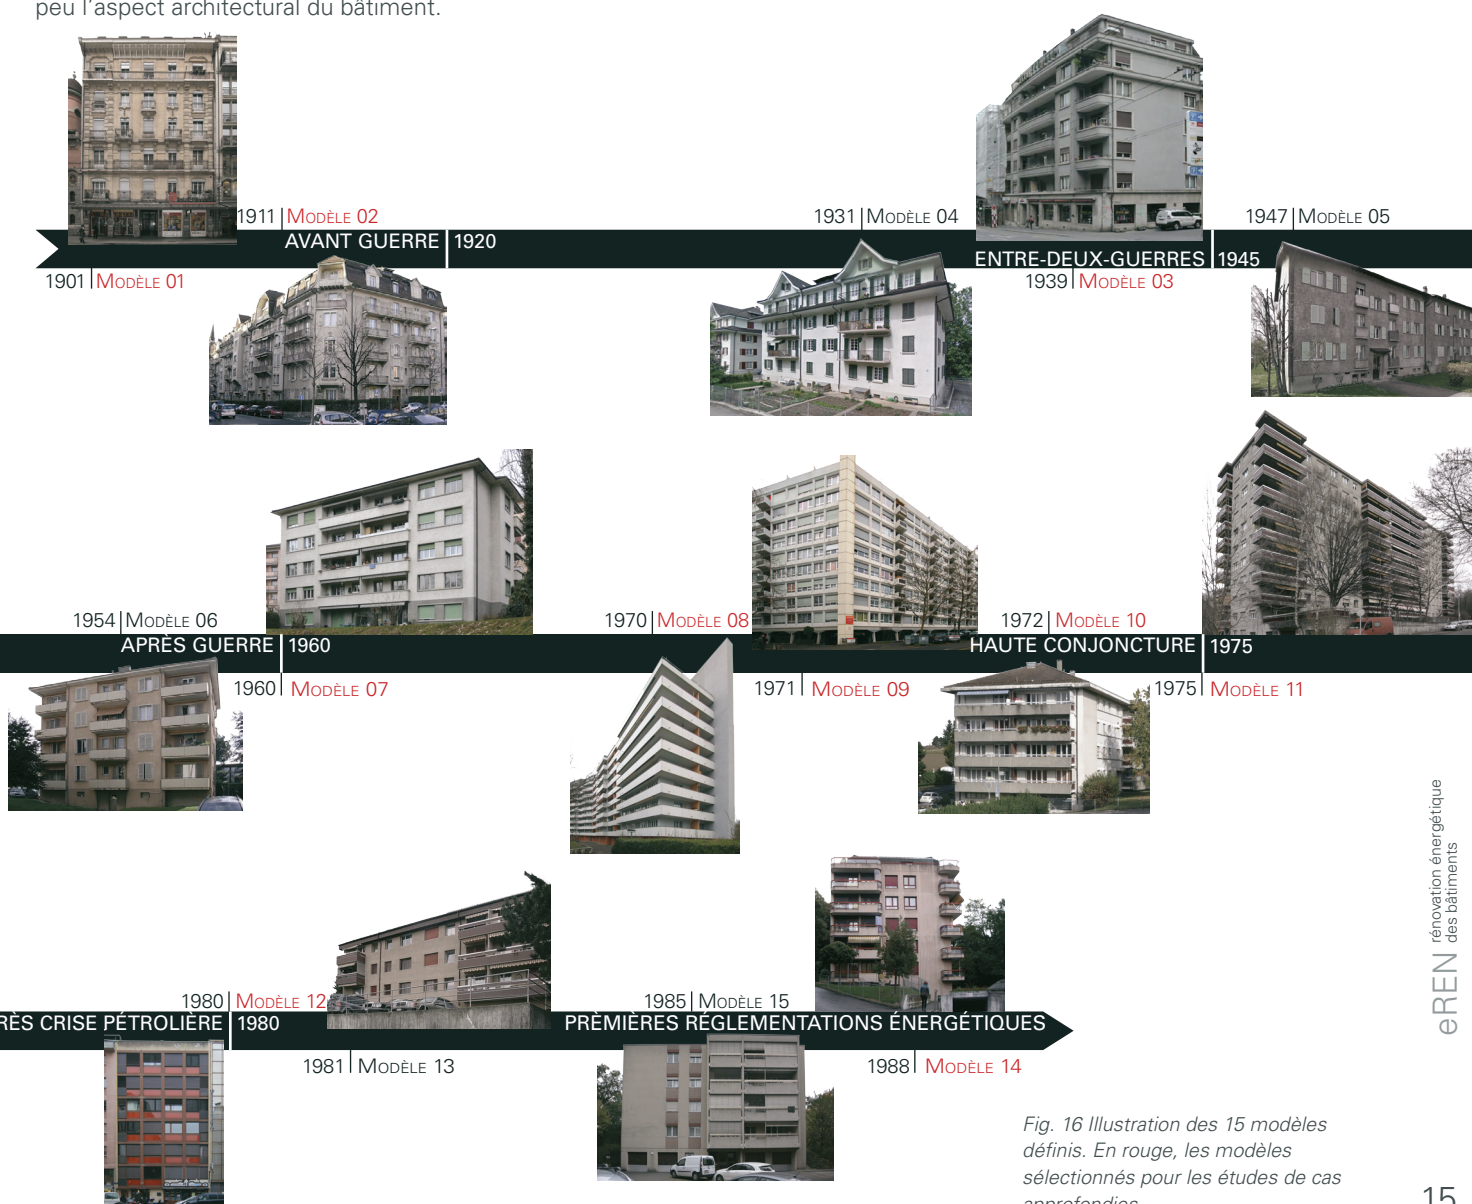 peu l'aspect architectural du bâtiment.
1911 Modèle 02
1931 Modèle 04
1947 Modèle 05
AVANT GUERRE 1920
ENTRE-DEUX-GUERRES 1945
1901 Modèle 01
1939 Modèle 03
1954 Modèle 06
1970 Modèle 08
1972 Modèle 10
APRÈS GUERRE 1960
HAUTE CONJONCTURE 1975
1960 Modèle 07
1971 Modèle 09
1975 Modèle 11
1980 Modèle 12
1985 Modèle 15
RÈS CRISE PÉTROLIÈRE 1980
PRÈMIÈRES RÉGLEMENTATIONS ÉNERGÉTIQUES
1981 Modèle 13
1988 Modèle 14
Fig. 16 Illustration des 15 modèles
définis. En rouge, les modèles
sélectionnés pour les études de cas
approfondies
eREN
rénovation énergétique
des bâtiments
15